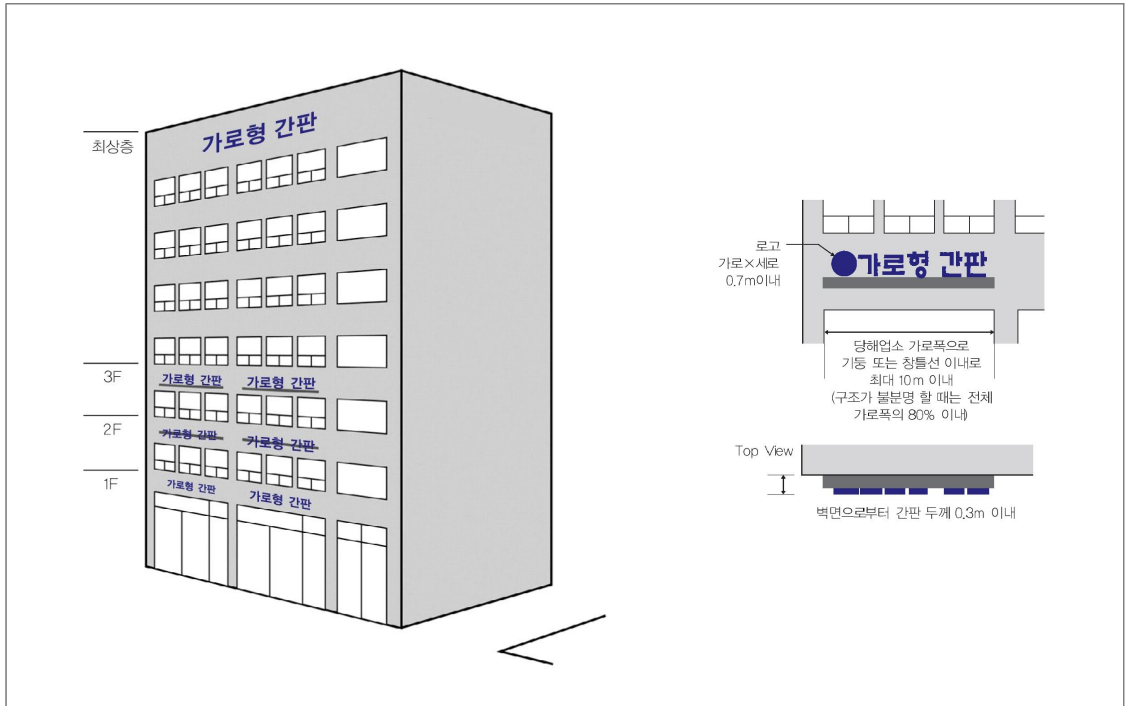 가로형 간판
최상층
3F
가로형 간판 가로형 간판
2F
가로형 간판 가로형 간판
1F
가로형 간판 가로형 간판
로고
가로×세로
0.7m이내
가로형 간판
당해업소 가로폭으로
기둥 또는 창틀선 이내로
최대 10m 이내
(구조가 불분명 할 때는 전체
가로폭의 80% 이내)
Top View
벽면으로부터 간판 두께 0.3m 이내